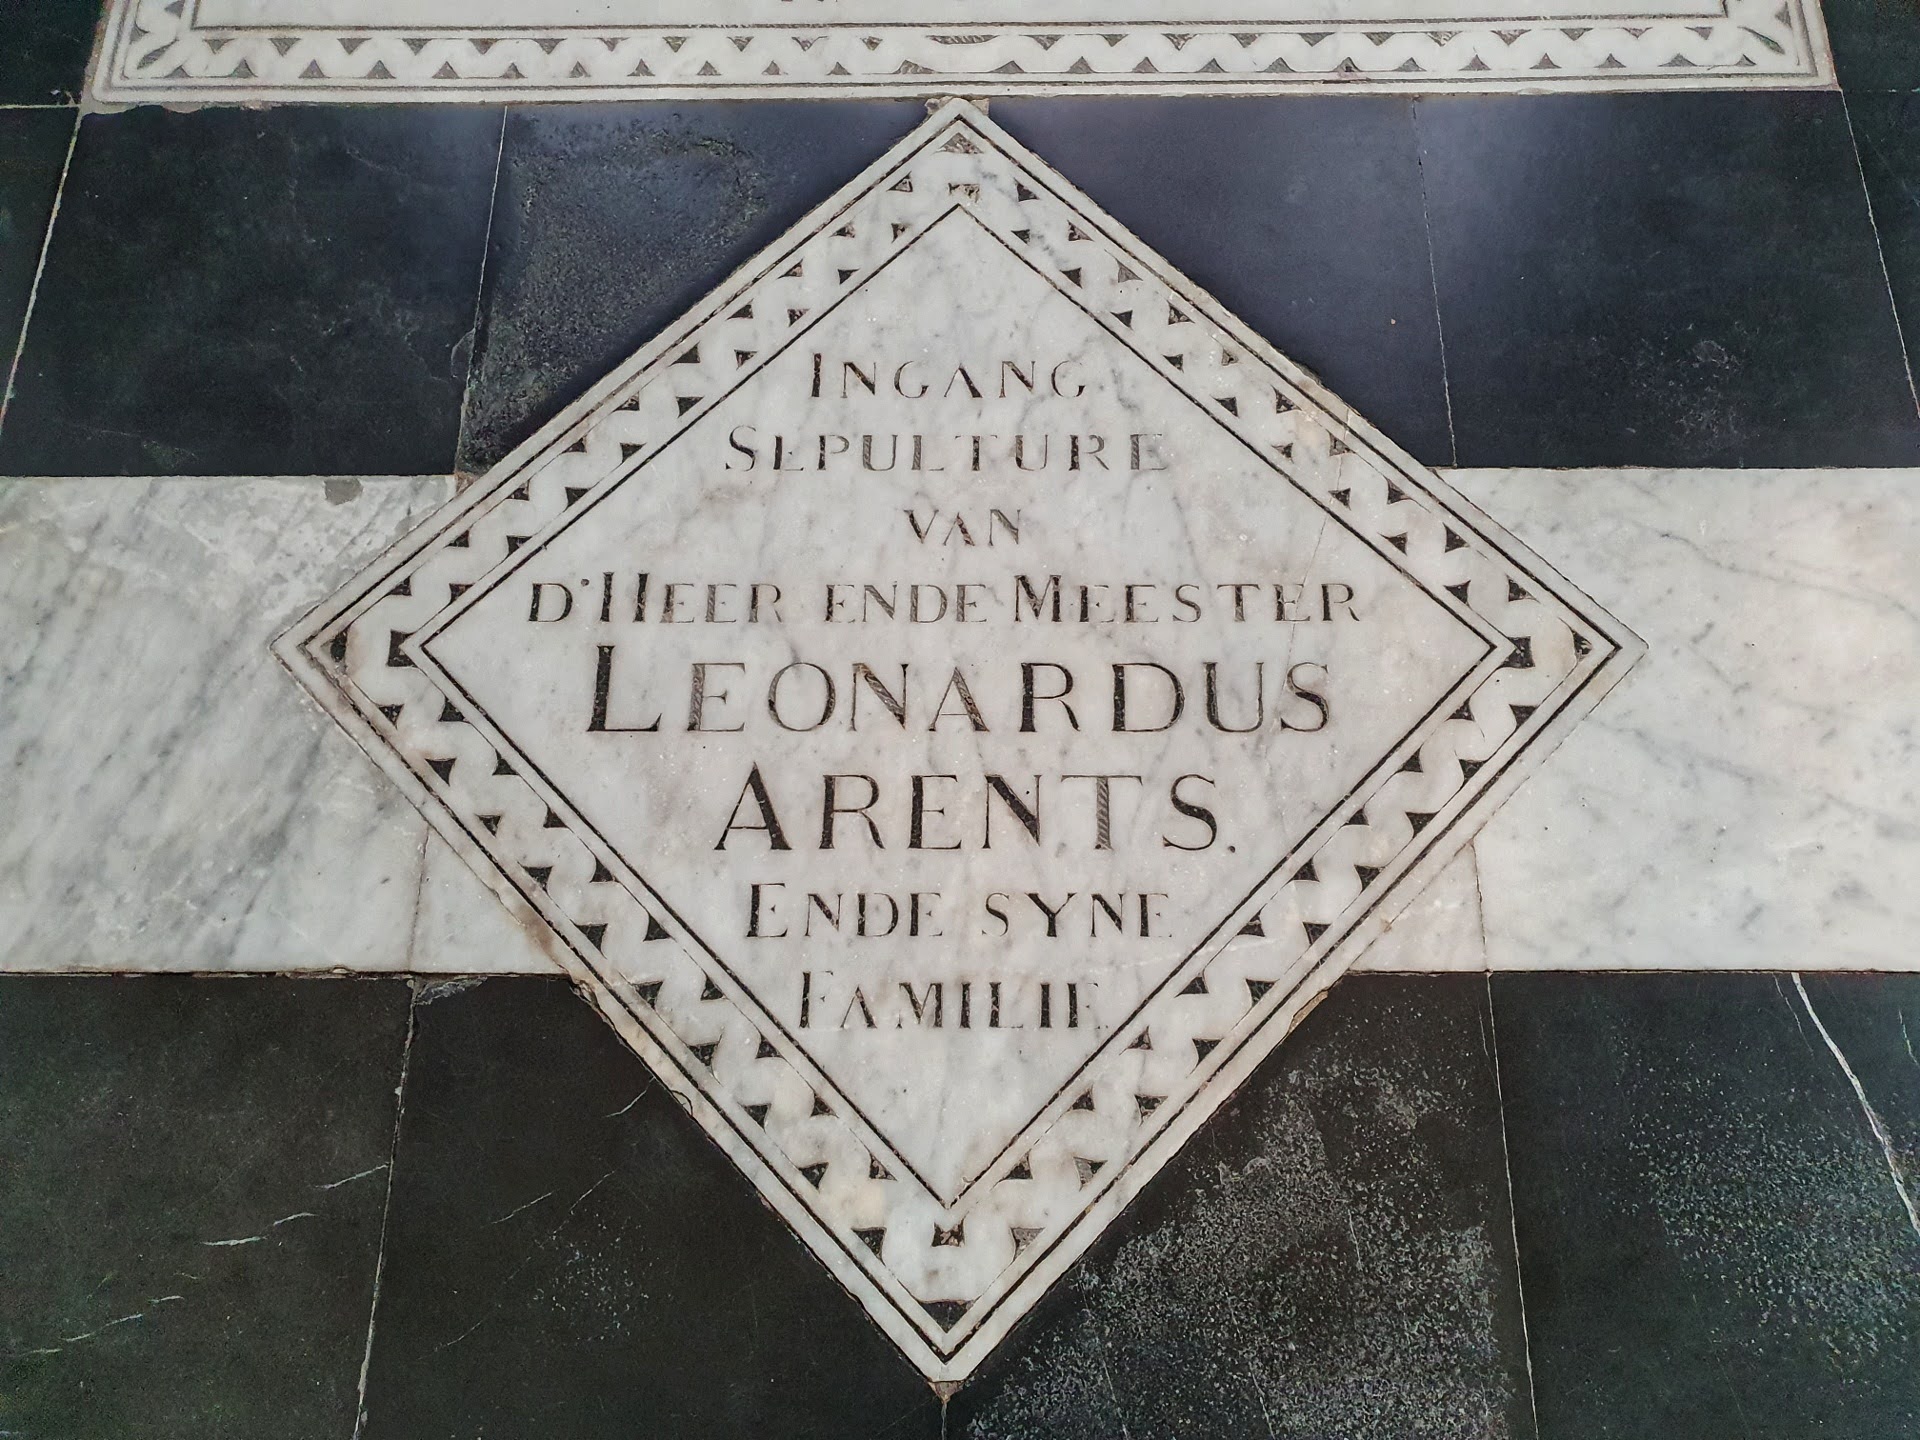 INGANG
SEPULTURE
VAN
D'HEER ENDE MEESTER
LEONARDUS
ARENTS.
ENDE SYNE
FAMILIE